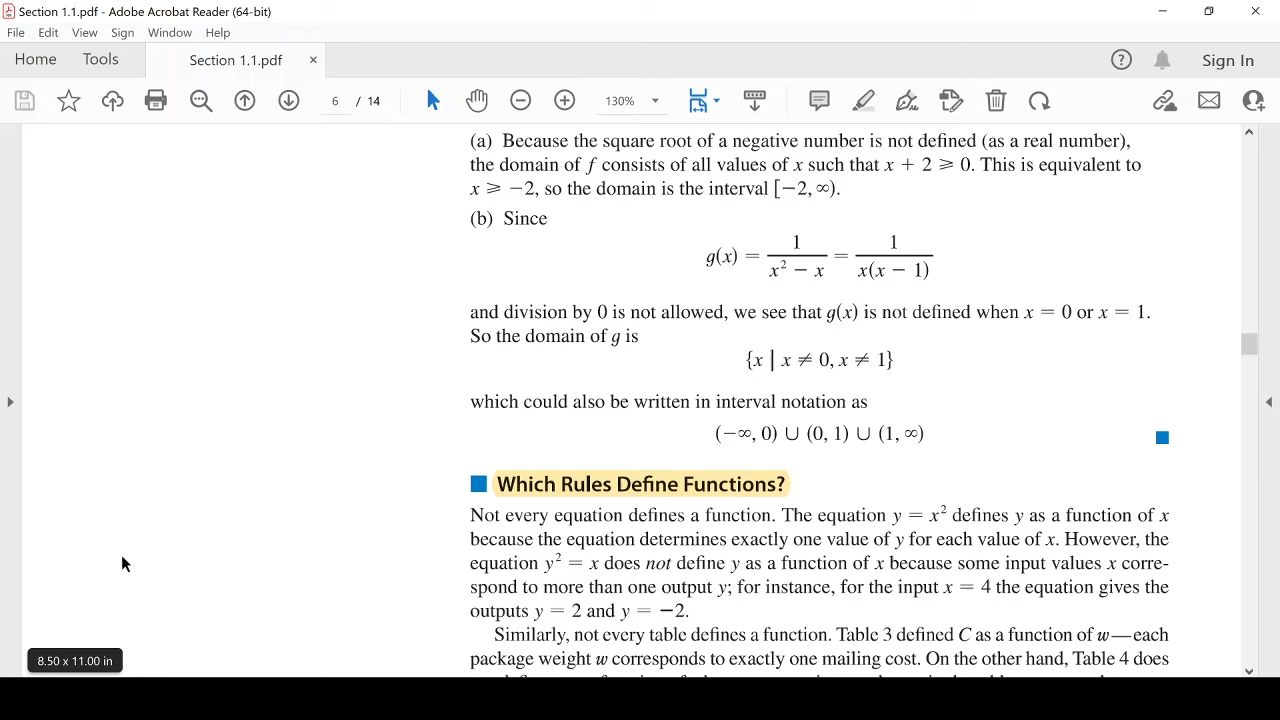 Section 1.1.pdf - Adobe Acrobat Reader (64-bit)
File Edit View Sign Window Help
Home Tools Section 1.1.pdf × Sign In
6 / 14 130%
(a) Because the square root of a negative number is not defined (as a real number),
the domain of f consists of all values of x such that x + 2 ⩾ 0. This is equivalent to
x ⩾ −2, so the domain is the interval [−2, ∞).
(b) Since
g(x) = 1/(x² − x) = 1/(x(x − 1))
and division by 0 is not allowed, we see that g(x) is not defined when x = 0 or x = 1.
So the domain of g is
{x | x ≠ 0, x ≠ 1}
which could also be written in interval notation as
(−∞, 0) ∪ (0, 1) ∪ (1, ∞)
Which Rules Define Functions?
Not every equation defines a function. The equation y = x² defines y as a function of x
because the equation determines exactly one value of y for each value of x. However, the
equation y² = x does not define y as a function of x because some input values x corre-
spond to more than one output y; for instance, for the input x = 4 the equation gives the
outputs y = 2 and y = −2.
Similarly, not every table defines a function. Table 3 defined C as a function of w—each
package weight w corresponds to exactly one mailing cost. On the other hand, Table 4 does
8.50 x 11.00 in